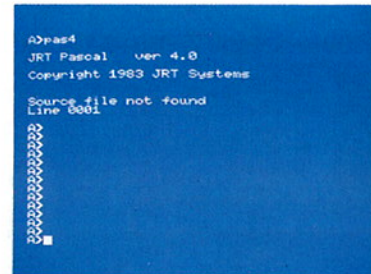 A>pas4
JRT Pascal ver 4.0
Copyright 1983 JRT Systems
Source file not found
Line 0001
A>
A>
A>
A>
A>
A>
A>
A>
A>
A>
A>
A>
A>